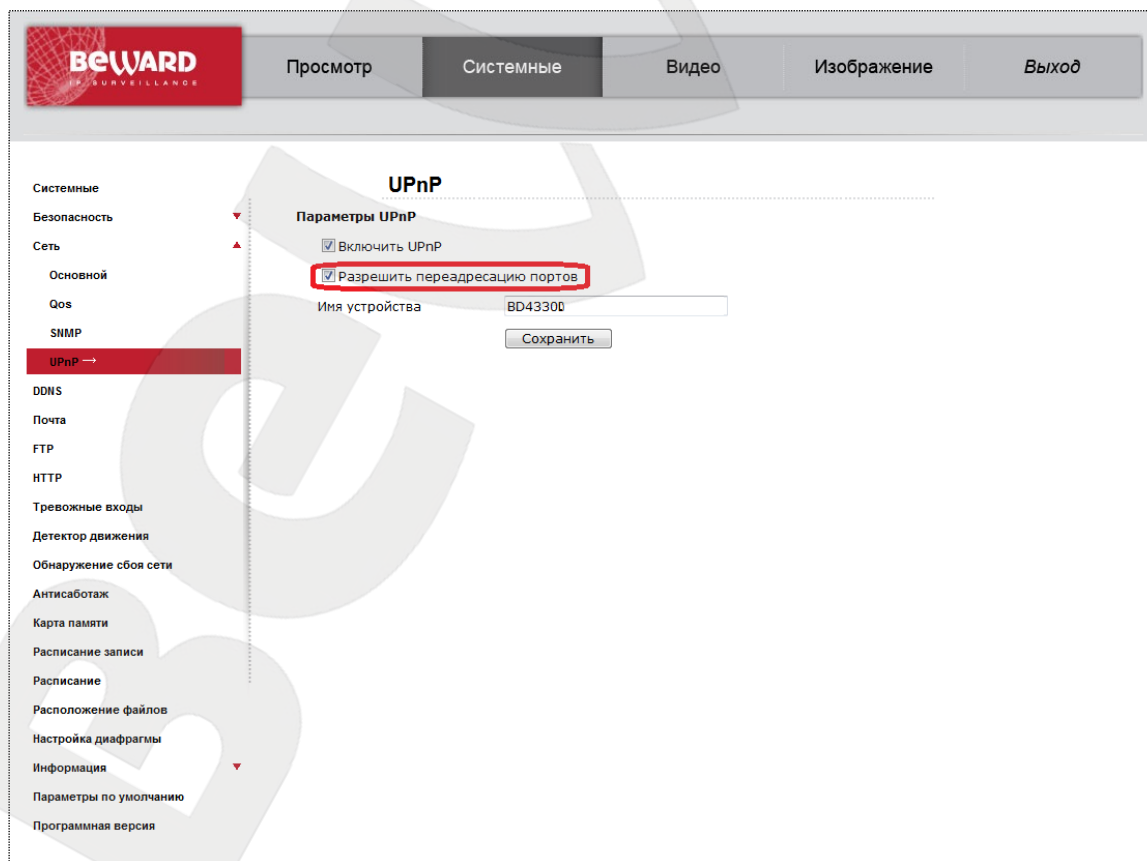 BEWARD
IP SURVEILLANCE
Просмотр
Системные
Видео
Изображение
Выход
Системные
Безопасность
Сеть
Основной
Qos
SNMP
UPnP →
DDNS
Почта
FTP
HTTP
Тревожные входы
Детектор движения
Обнаружение сбоя сети
Антисаботаж
Карта памяти
Расписание записи
Расписание
Расположение файлов
Настройка диафрагмы
Информация
Параметры по умолчанию
Программная версия
UPnP
Параметры UPnP
Включить UPnP
Разрешить переадресацию портов
Имя устройства
BD4330D
Сохранить